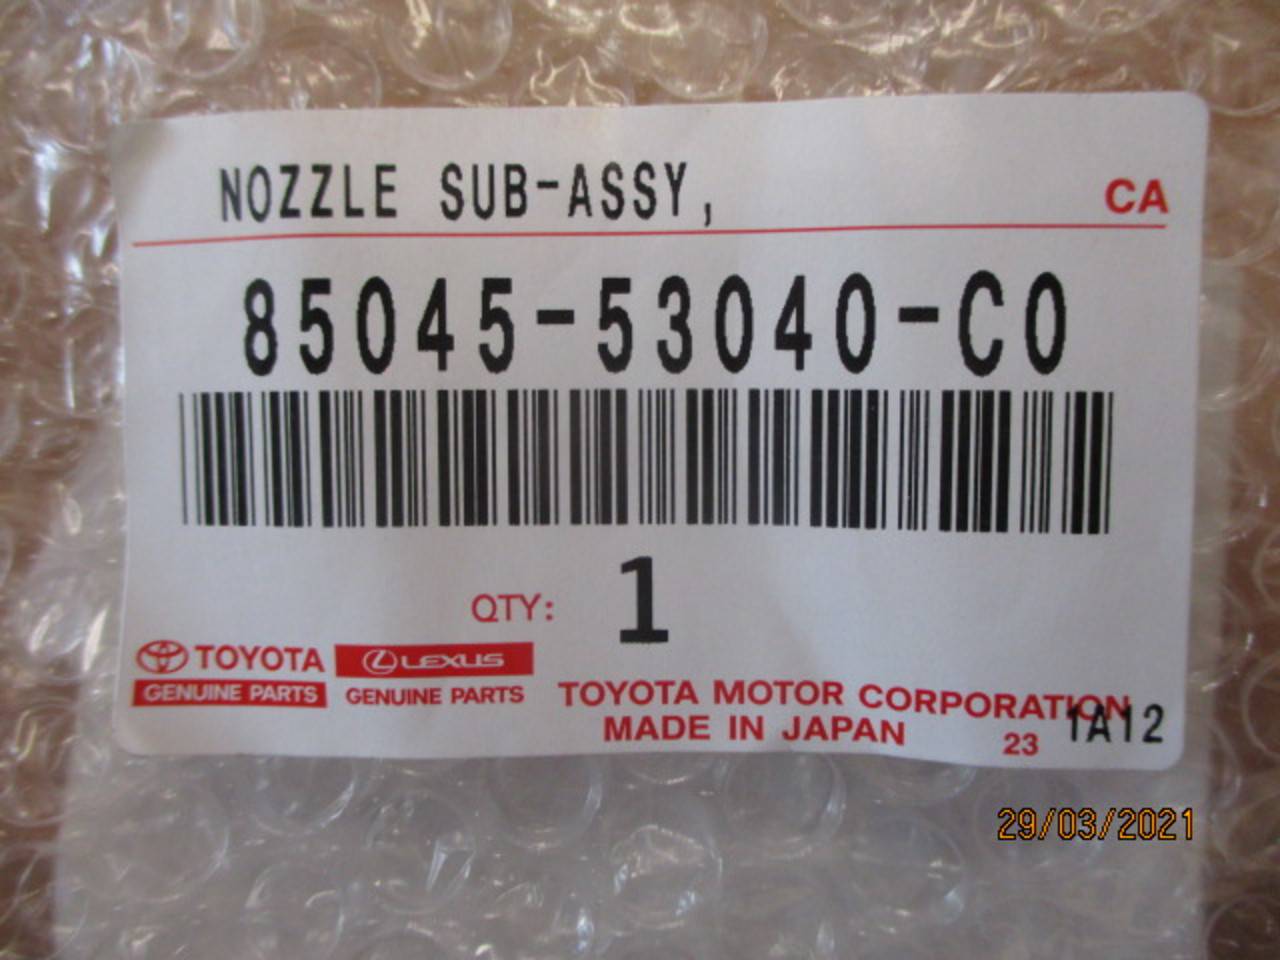 NOZZLE SUB-ASSY,
CA
85045-53040-C0
QTY: 1
TOYOTA
GENUINE PARTS
LEXUS
GENUINE PARTS
TOYOTA MOTOR CORPORATION
MADE IN JAPAN
23
1A12
29/03/2021